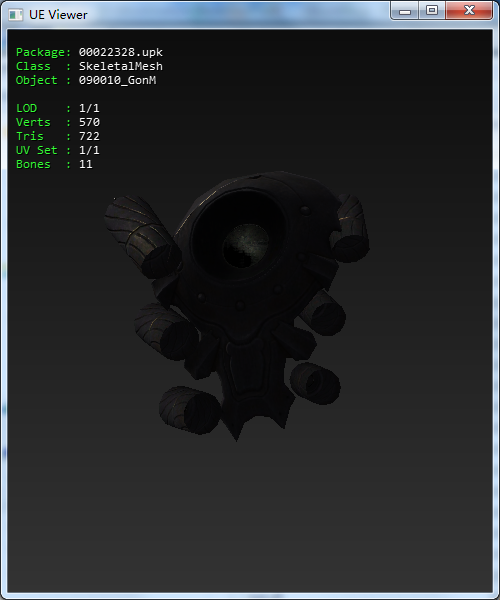 UE Viewer
Package: 00022328.upk
Class  : SkeletalMesh
Object : 090010_GonM
LOD    : 1/1
Verts  : 570
Tris   : 722
UV Set : 1/1
Bones  : 11